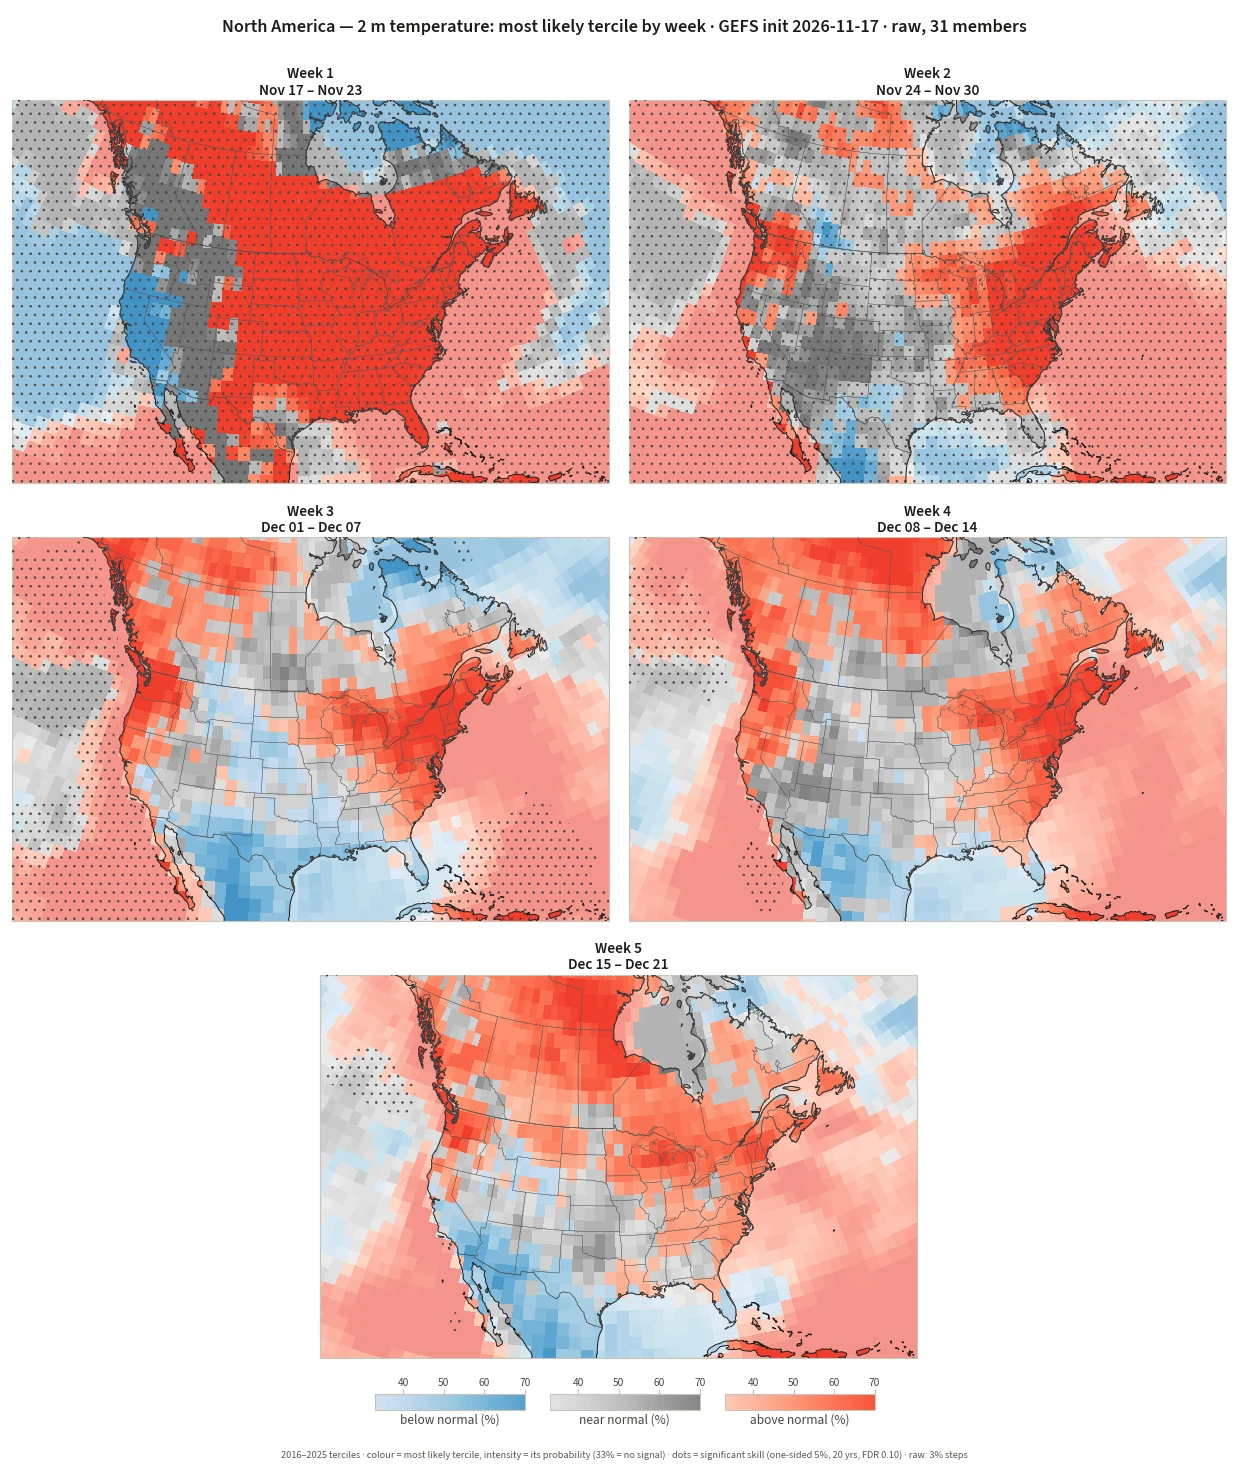 North America — 2 m temperature: most likely tercile by week · GEFS init 2026-11-17 · raw, 31 members
Week 1
Nov 17 – Nov 23
Week 2
Nov 24 – Nov 30
Week 3
Dec 01 – Dec 07
Week 4
Dec 08 – Dec 14
Week 5
Dec 15 – Dec 21
40 50 60 70
below normal (%)
40 50 60 70
near normal (%)
40 50 60 70
above normal (%)
2016–2025 terciles · colour = most likely tercile, intensity = its probability (33% = no signal) · dots = significant skill (one-sided 5%, 20 yrs, FDR 0.10) · raw: 3% steps